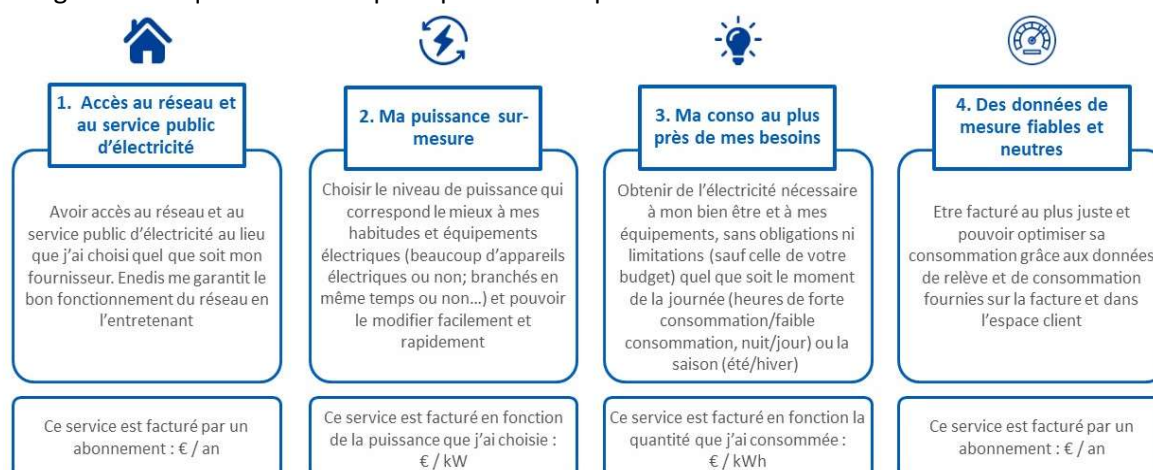 1. Accès au réseau et
au service public
d'électricité
Avoir accès au réseau et au
service public d'électricité au lieu
que j'ai choisi quel que soit mon
fournisseur. Enedis me garantit le
bon fonctionnement du réseau en
l'entretenant
Ce service est facturé par un
abonnement : € / an
2. Ma puissance sur-
mesure
Choisir le niveau de puissance qui
correspond le mieux à mes
habitudes et équipements
électriques (beaucoup d'appareils
électriques ou non; branchés en
même temps ou non...) et pouvoir
le modifier facilement et
rapidement
Ce service est facturé en fonction
de la puissance que j'ai choisie :
€ / kW
3. Ma conso au plus
près de mes besoins
Obtenir de l'électricité nécessaire
à mon bien être et à mes
équipements, sans obligations ni
limitations (sauf celle de votre
budget) quel que soit le moment
de la journée (heures de forte
consommation/faible
consommation, nuit/jour) ou la
saison (été/hiver)
Ce service est facturé en fonction la
quantité que j'ai consommée :
€ / kWh
4. Des données de
mesure fiables et
neutres
Etre facturé au plus juste et
pouvoir optimiser sa
consommation grâce aux données
de relève et de consommation
fournies sur la facture et dans
l'espace client
Ce service est facturé par un
abonnement : € / an